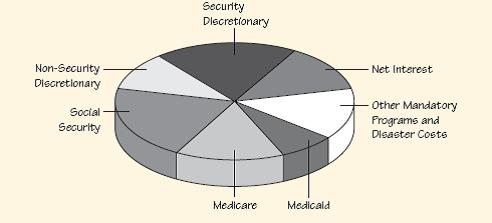 Security
Discretionary
Non-Security
Discretionary
Net Interest
Social
Security
Other Mandatory
Programs and
Disaster Costs
Medicare
Medicaid